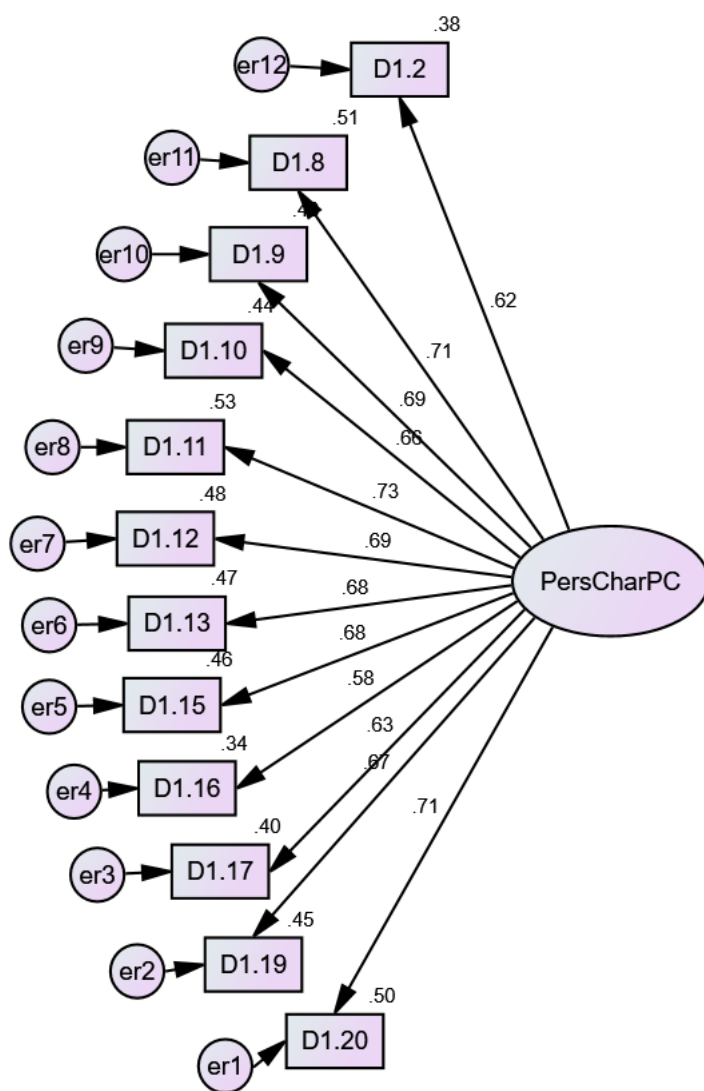 .38
er12
D1.2
.51
er11
D1.8
er10
D1.9
.62
.44
er9
D1.10
.71
.53
.69
.66
er8
D1.11
.73
.48
er7
D1.12
.69
.47
PersCharPC
.68
er6
D1.13
.68
.46
.58
er5
D1.15
.63
.34
.67
er4
D1.16
.71
.40
er3
D1.17
.45
er2
D1.19
.50
er1
D1.20